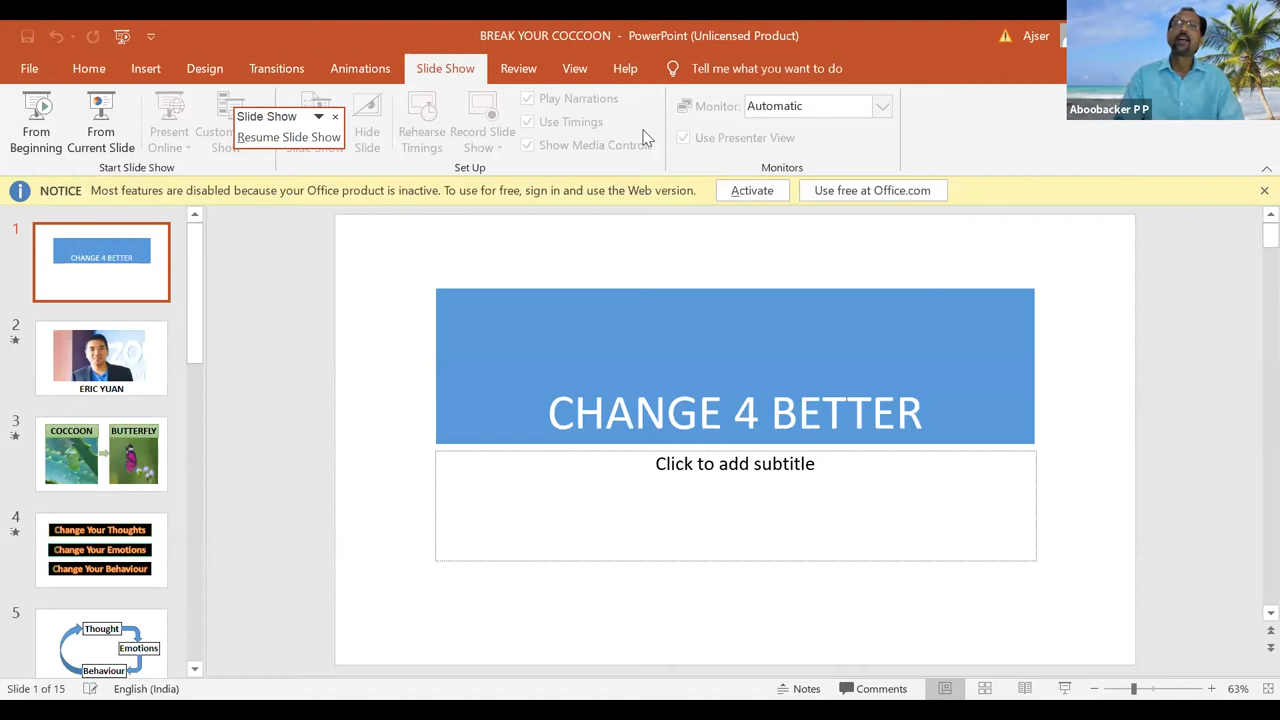 BREAK YOUR COCCOON - PowerPoint (Unlicensed Product)
Ajser
File Home Insert Design Transitions Animations Slide Show Review View Help Tell me what you want to do
From Beginning
From Current Slide
Present Online
Custom
Show
Slide Show
Resume Slide Show
Hide Slide
Rehearse Timings
Record Slide Show
Play Narrations
Use Timings
Show Media Controls
Monitor: Automatic
Use Presenter View
Start Slide Show
Set Up
Monitors
Aboobacker P P
NOTICE Most features are disabled because your Office product is inactive. To use for free, sign in and use the Web version. Activate Use free at Office.com
1
CHANGE 4 BETTER
2
ERIC YUAN
3
COCCOON BUTTERFLY
4
Change Your Thoughts
Change Your Emotions
Change Your Behaviour
5
Thought
Emotions
Behaviour
CHANGE 4 BETTER
Click to add subtitle
Slide 1 of 15 English (India) Notes Comments 63%